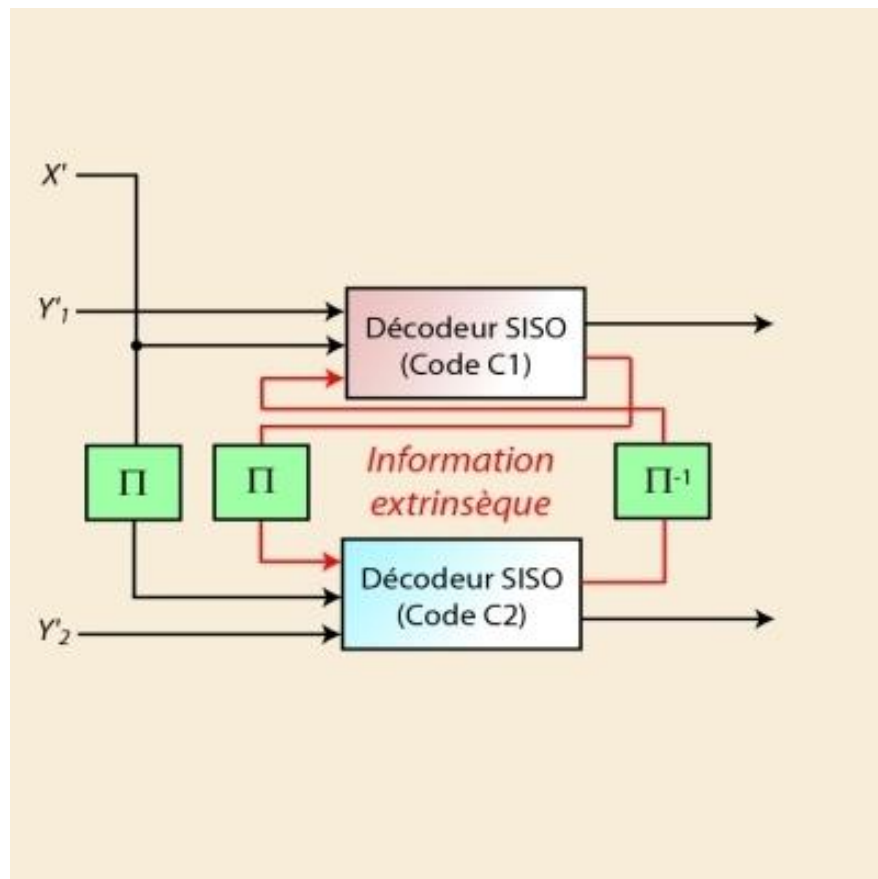 X'
Y'1
Décodeur SISO
(Code C1)
Π
Π
Information
extrinsèque
Π-1
Décodeur SISO
(Code C2)
Y'2